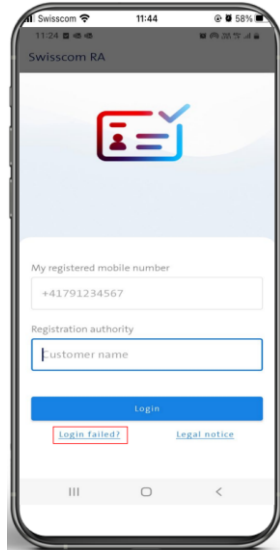 Swisscom
11:44
58%
11:24
Swisscom RA
My registered mobile number
+41791234567
Registration authority
Customer name
Login
Login failed?
Legal notice